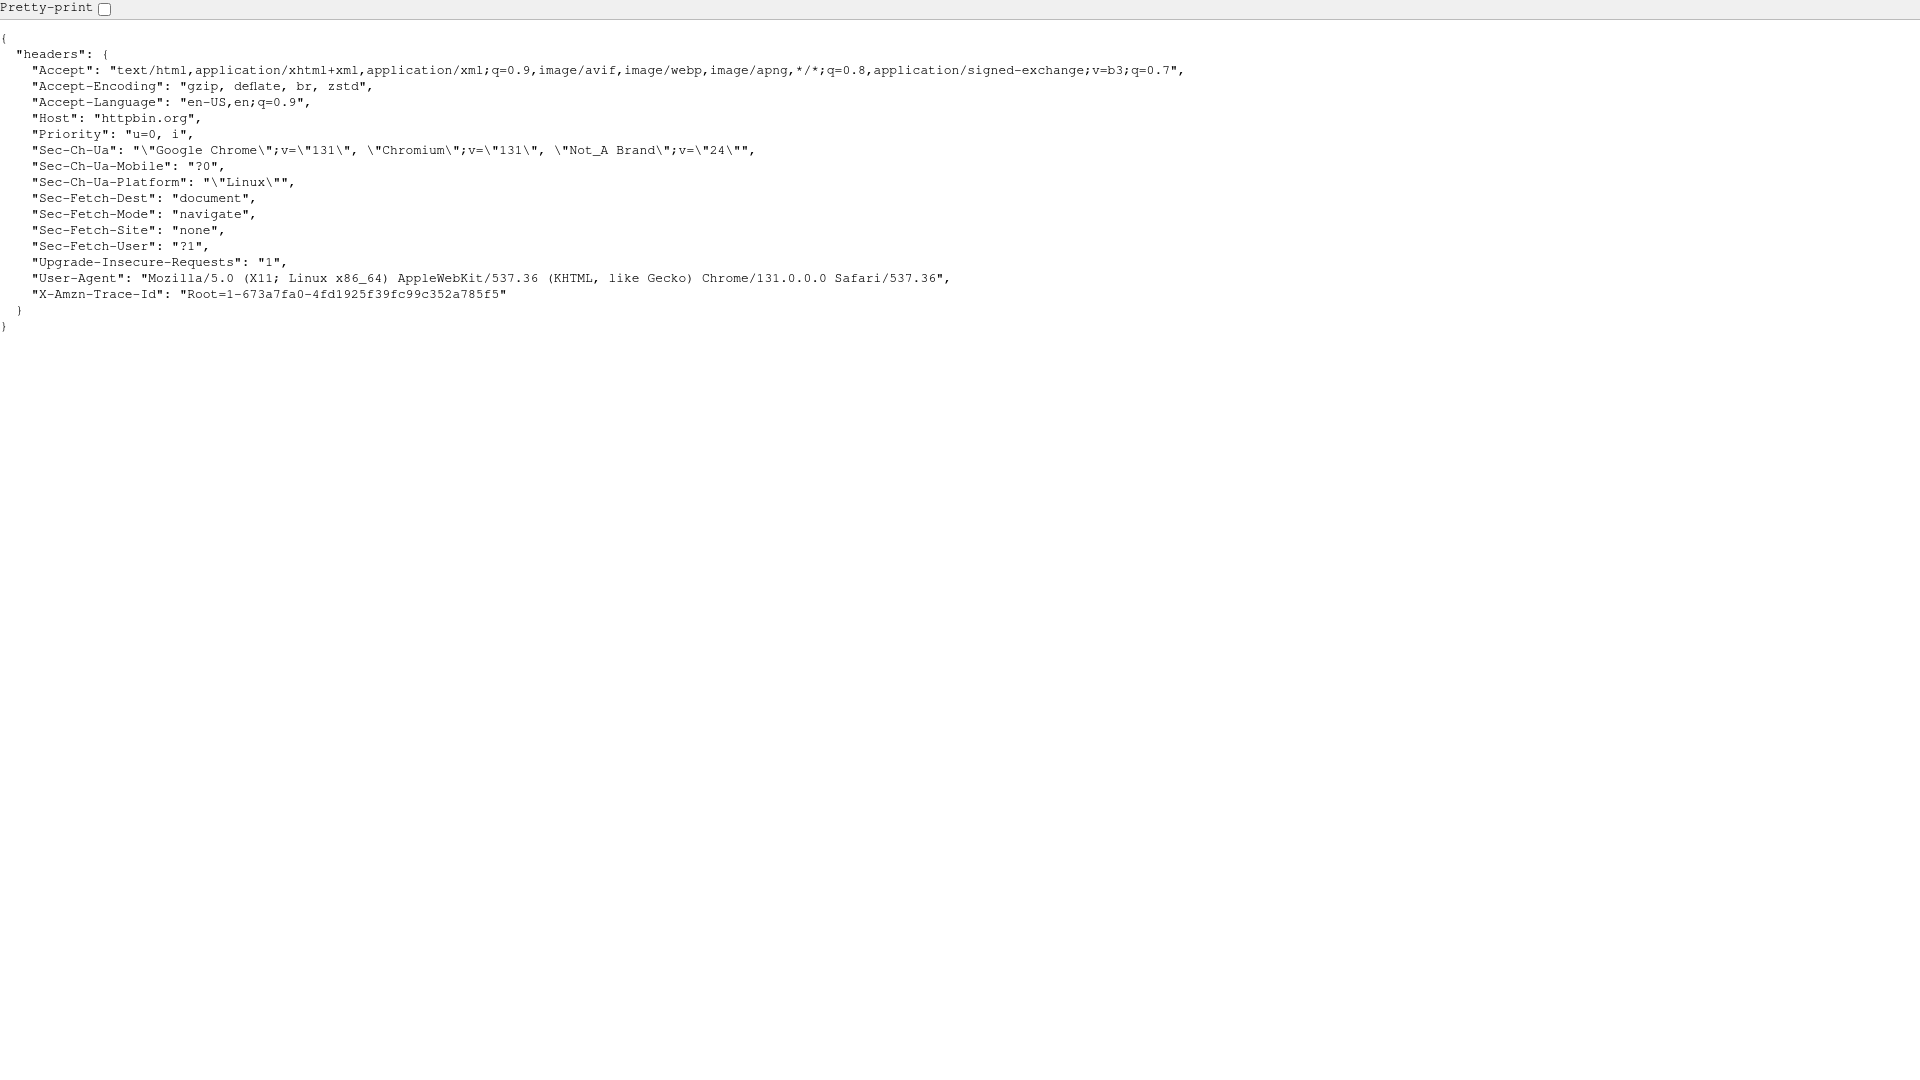 Pretty-print
{
  "headers": {
    "Accept": "text/html,application/xhtml+xml,application/xml;q=0.9,image/avif,image/webp,image/apng,*/*;q=0.8,application/signed-exchange;v=b3;q=0.7",
    "Accept-Encoding": "gzip, deflate, br, zstd",
    "Accept-Language": "en-US,en;q=0.9",
    "Host": "httpbin.org",
    "Priority": "u=0, i",
    "Sec-Ch-Ua": "\"Google Chrome\";v=\"131\", \"Chromium\";v=\"131\", \"Not_A Brand\";v=\"24\"",
    "Sec-Ch-Ua-Mobile": "?0",
    "Sec-Ch-Ua-Platform": "\"Linux\"",
    "Sec-Fetch-Dest": "document",
    "Sec-Fetch-Mode": "navigate",
    "Sec-Fetch-Site": "none",
    "Sec-Fetch-User": "?1",
    "Upgrade-Insecure-Requests": "1",
    "User-Agent": "Mozilla/5.0 (X11; Linux x86_64) AppleWebKit/537.36 (KHTML, like Gecko) Chrome/131.0.0.0 Safari/537.36",
    "X-Amzn-Trace-Id": "Root=1-673a7fa0-4fd1925f39fc99c352a785f5"
  }
}